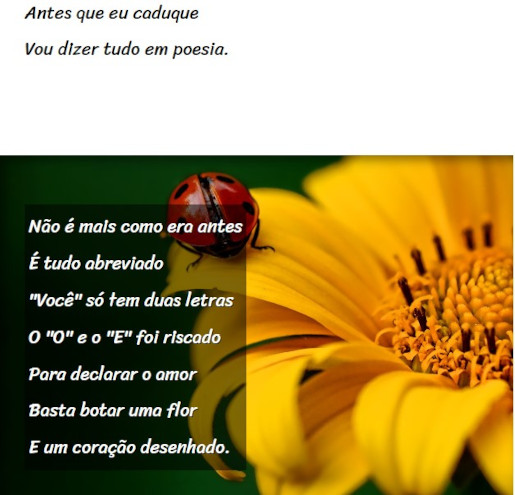 Antes que eu caduque
Vou dizer tudo em poesia.
Não é mais como era antes
É tudo abreviado
"Você" só tem duas letras
O "O" e o "E" foi riscado
Para declarar o amor
Basta botar uma flor
E um coração desenhado.